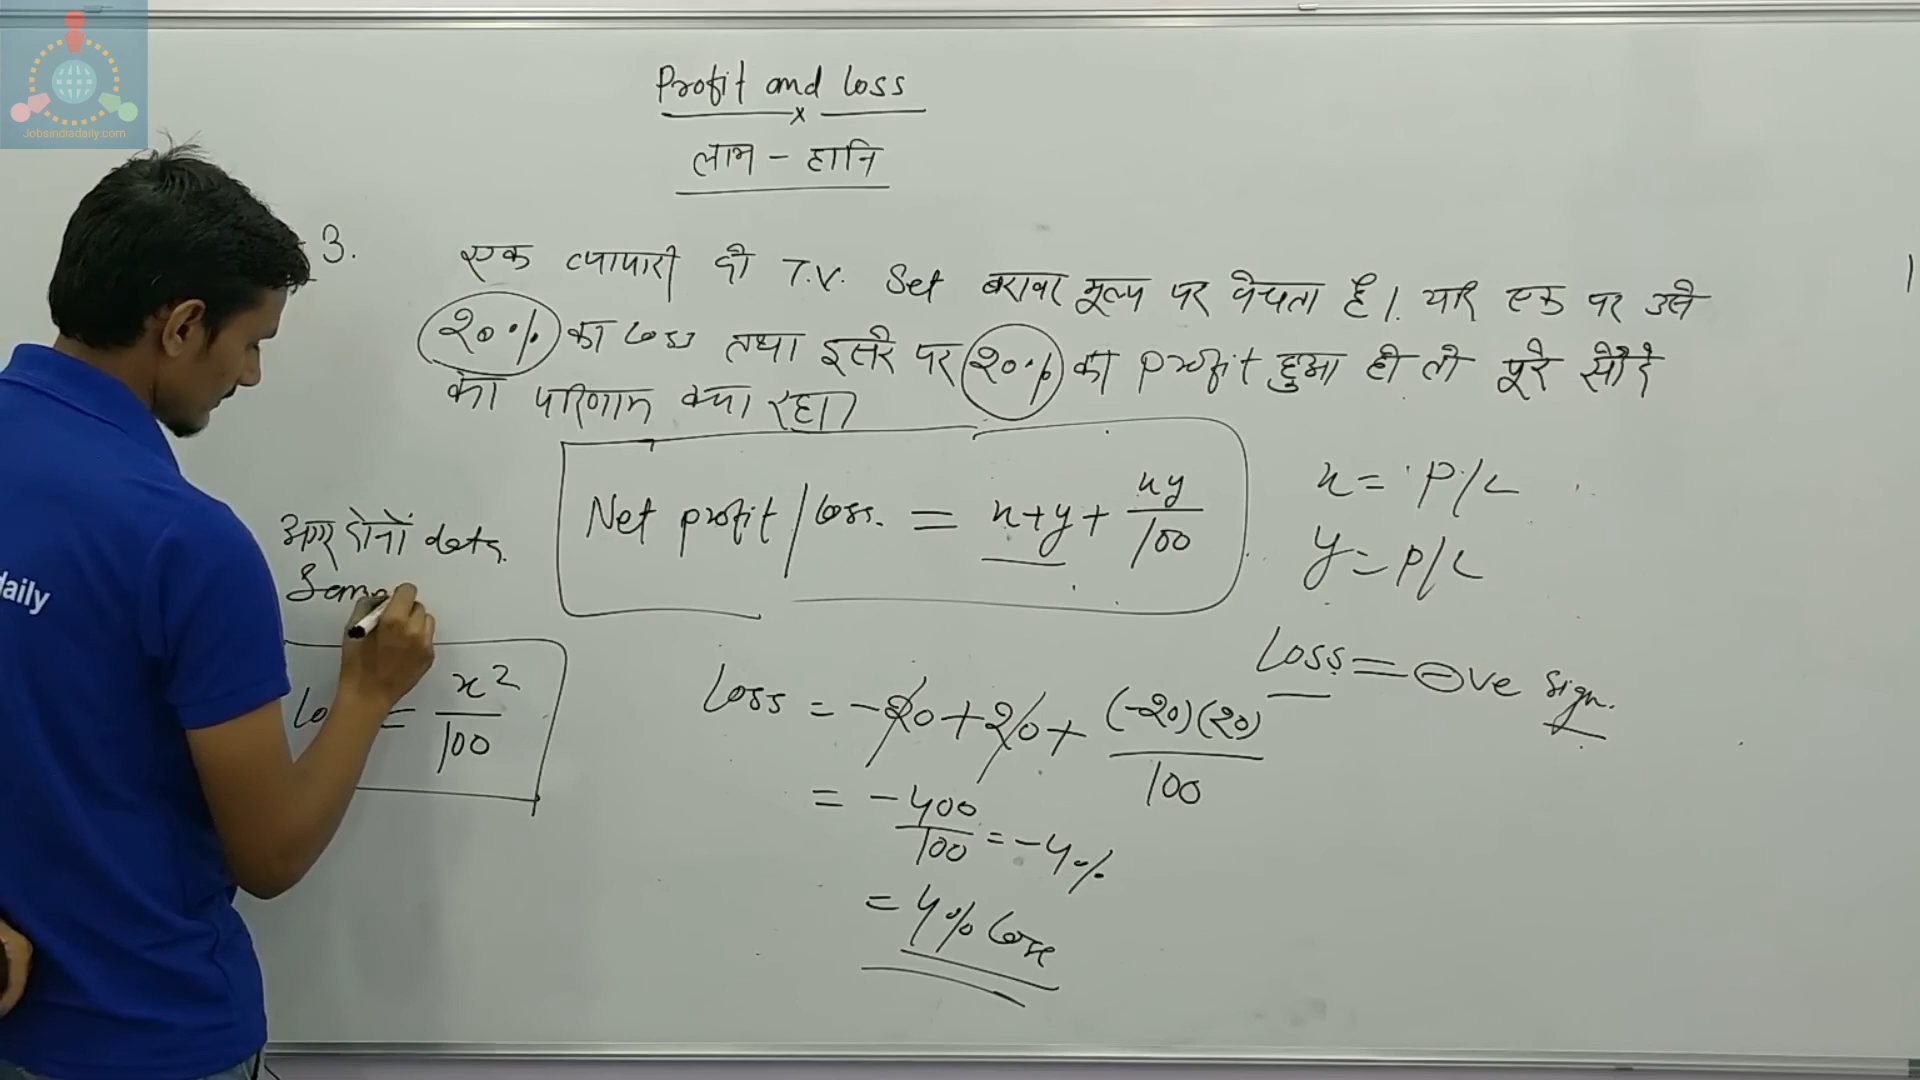 Jobsindiadaily.com
Profit and loss
x
लाभ - हानि
3.
एक व्यापारी दो T.V. Set बराबर मूल्य पर बेचता है। यदि एक पर उसे
20% का loss तथा दूसरे पर 20% का profit हुआ हो तो पूरे सौदे
का परिणाम क्या रहा।
Net profit/loss. = x+y+ xy/100
x = P/L
y = P/L
Loss = ⊖ve sign.
दोनों
Same
= x²/100
Loss = -20+20+ (-20)(20)/100
= -400/100 = -4%
= 4% loss
daily